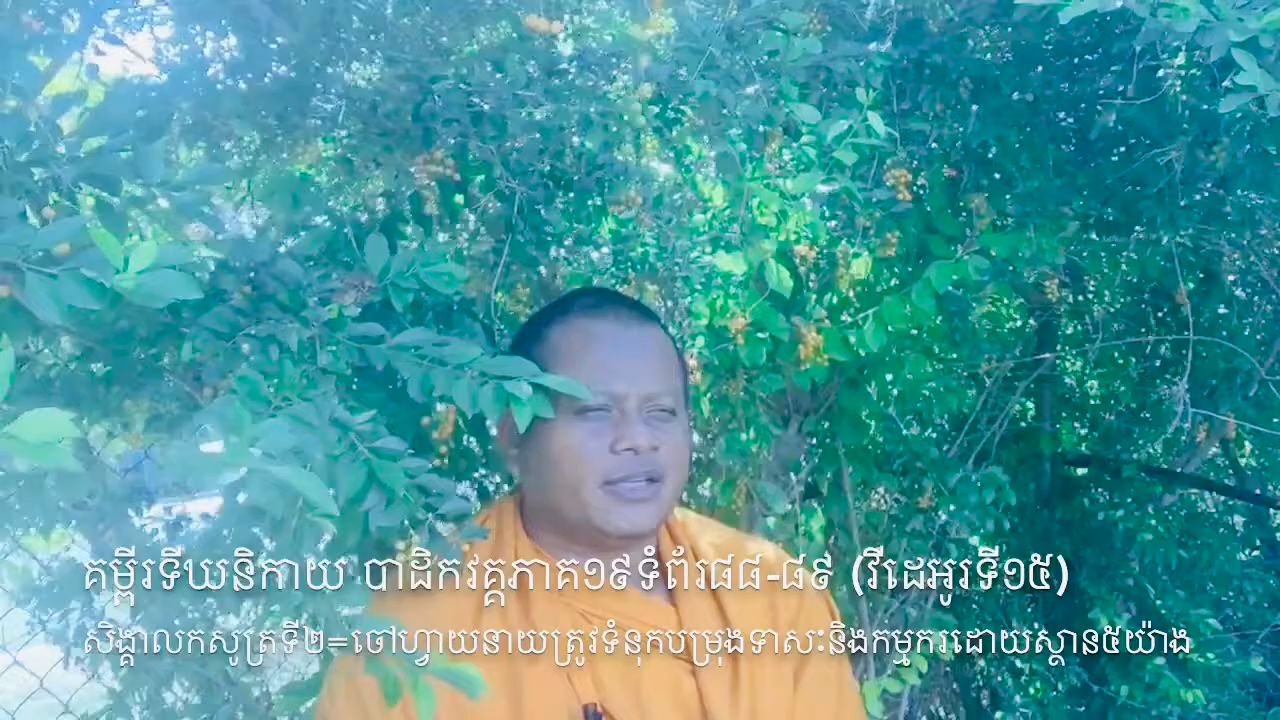 គម្ពីរទីឃនិកាយ បាដិកវគ្គភាគ១៩ទំព័រ៨៨-៨៩ (វីដេអូរទី១៥)
សិង្គាលកសូត្រទី២=ចៅហ្វាយនាយត្រូវទំនុកបម្រុងទាសៈនិងកម្មករដោយស្ថាន៥យ៉ាង